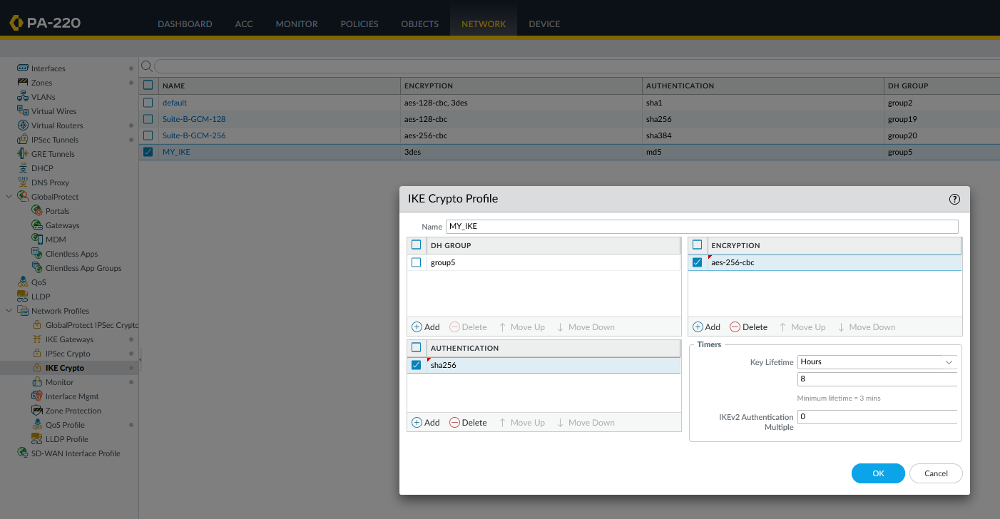 PA-220
DASHBOARD ACC MONITOR POLICIES OBJECTS NETWORK DEVICE
Interfaces
Zones
VLANs
Virtual Wires
Virtual Routers
IPSec Tunnels
GRE Tunnels
DHCP
DNS
DNS Proxy
GlobalProtect
Portals
Gateways
MDM
Clientless Apps
Clientless App Groups
QoS
LLDP
Network Profiles
GlobalProtect IPSec Crypto
IKE Gateways
IPSec Crypto
IKE Crypto
Monitor
Interface Mgmt
Zone Protection
QoS Profile
LLDP Profile
SD-WAN Interface Profile
NAME ENCRYPTION AUTHENTICATION DH GROUP
default aes-128-cbc, 3des sha1 group2
Suite-B-GCM-128 aes-128-cbc sha256 group19
Suite-B-GCM-256 aes-256-cbc sha384 group20
MY_IKE 3des md5 group5
IKE Crypto Profile ?
Name MY_IKE
DH GROUP
group5
Add Delete Move Up Move Down
ENCRYPTION
aes-256-cbc
Add Delete Move Up Move Down
AUTHENTICATION
sha256
Add Delete Move Up Move Down
Timers
Key Lifetime Hours
8
Minimum lifetime = 3 mins
IKEv2 Authentication 0
Multiple
OK Cancel